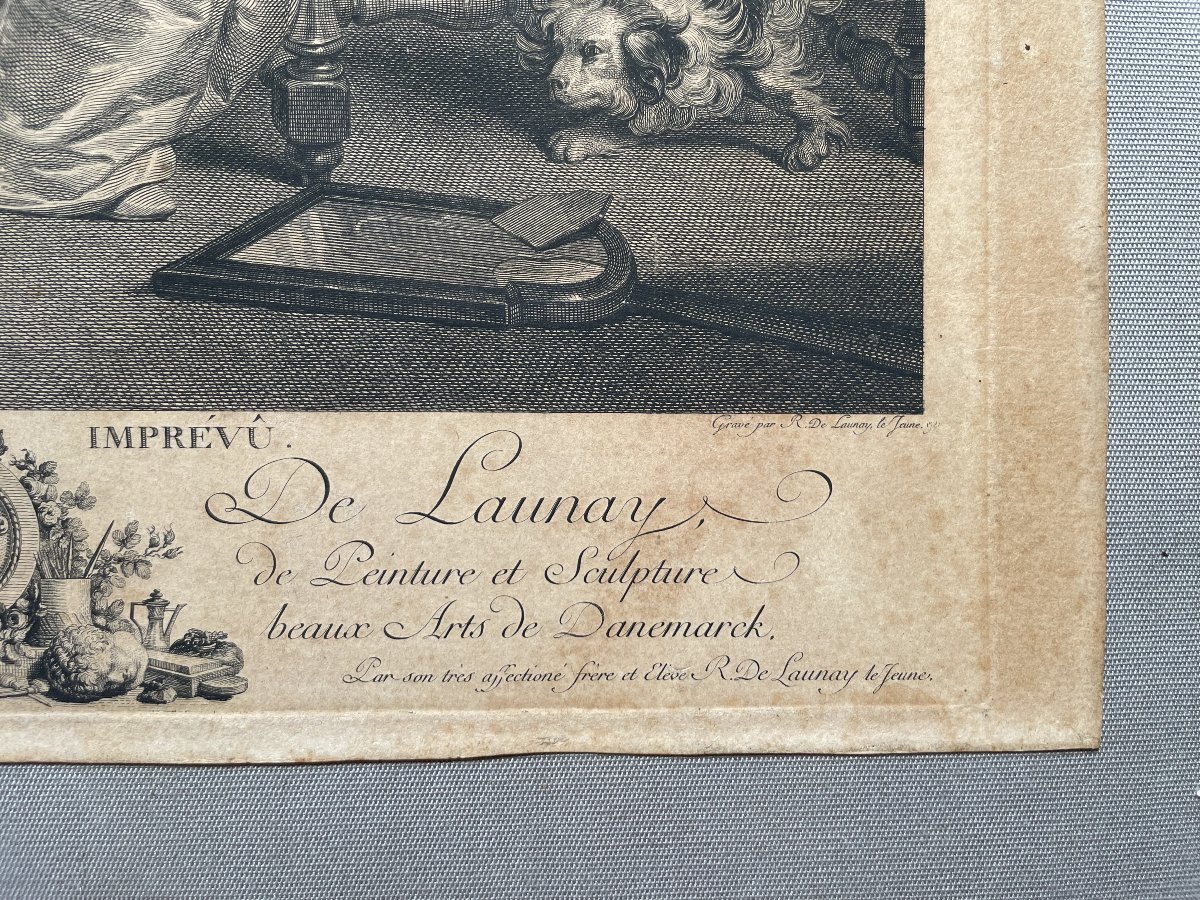 IMPRÉVÛ.
Gravé par R. De Launay, le Jeune.
De Launay,
de Peinture et Sculpture
beaux Arts de Danemarck.
Par son très affectioné frère et Elève R. De Launay le Jeune.